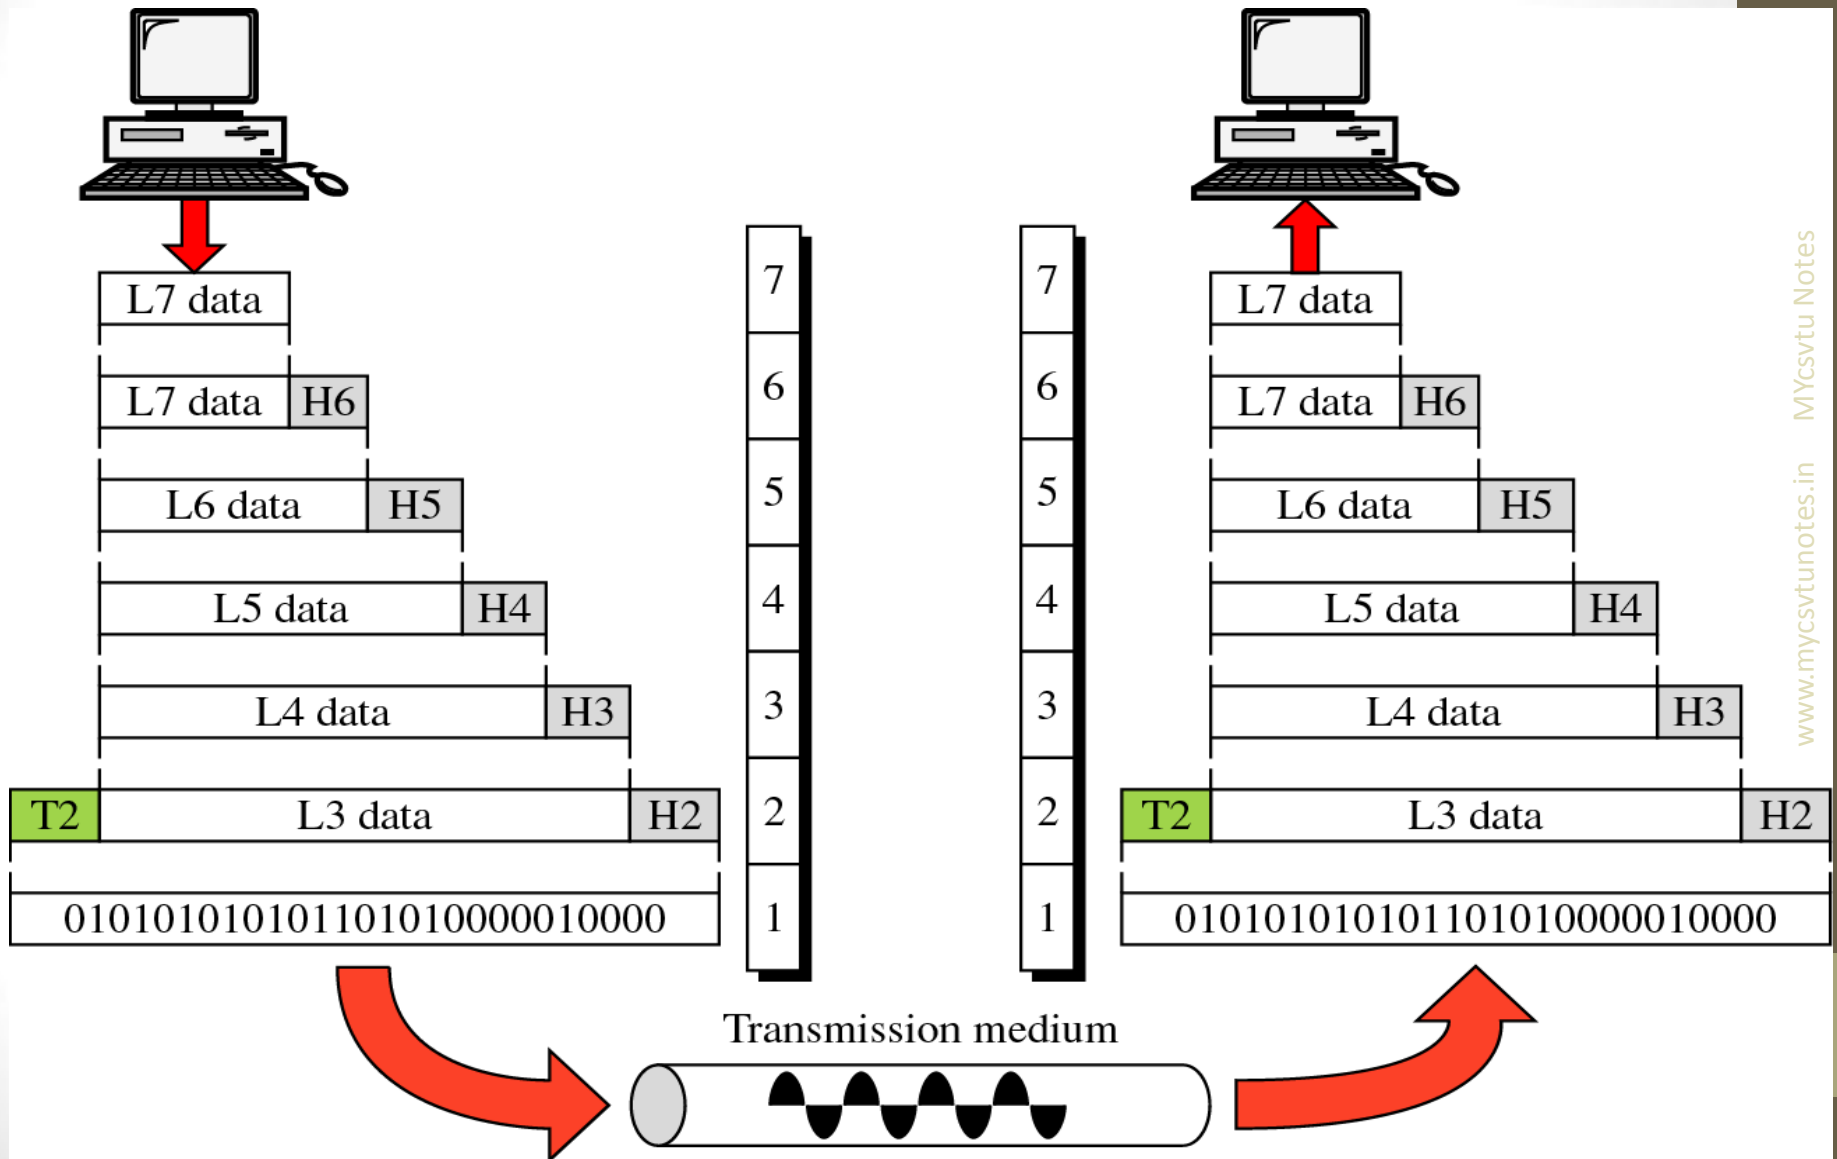 L7 data
L7 data H6
L6 data H5
L5 data H4
L4 data H3
T2 L3 data H2
0101010101011010100000010000
7
6
5
4
3
2
1
7
6
5
4
3
2
1
L7 data
L7 data H6
L6 data H5
L5 data H4
L4 data H3
T2 L3 data H2
0101010101011010100000010000
Transmission medium
www.mycsvtunotes.in MYcsvtu Notes